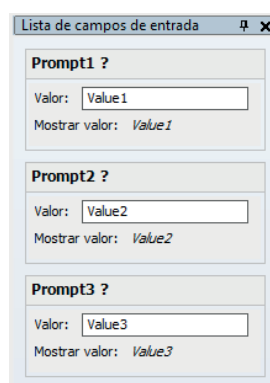 Lista de campos de entrada
Prompt1 ?
Valor: Value1
Mostrar valor: Value1
Prompt2 ?
Valor: Value2
Mostrar valor: Value2
Prompt3 ?
Valor: Value3
Mostrar valor: Value3